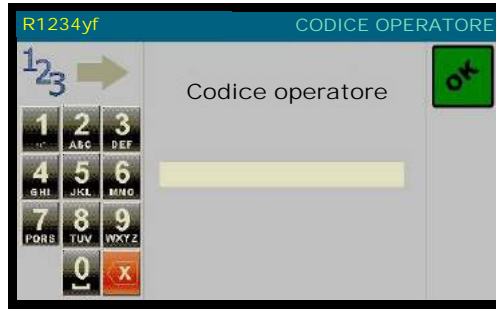 R1234yf CODICE OPERATORE
123
Codice operatore
OK
1 2 3
ABC DEF
4 5 6
GHI JKL MNO
7 8 9
PQRS TUV WXYZ
0 X